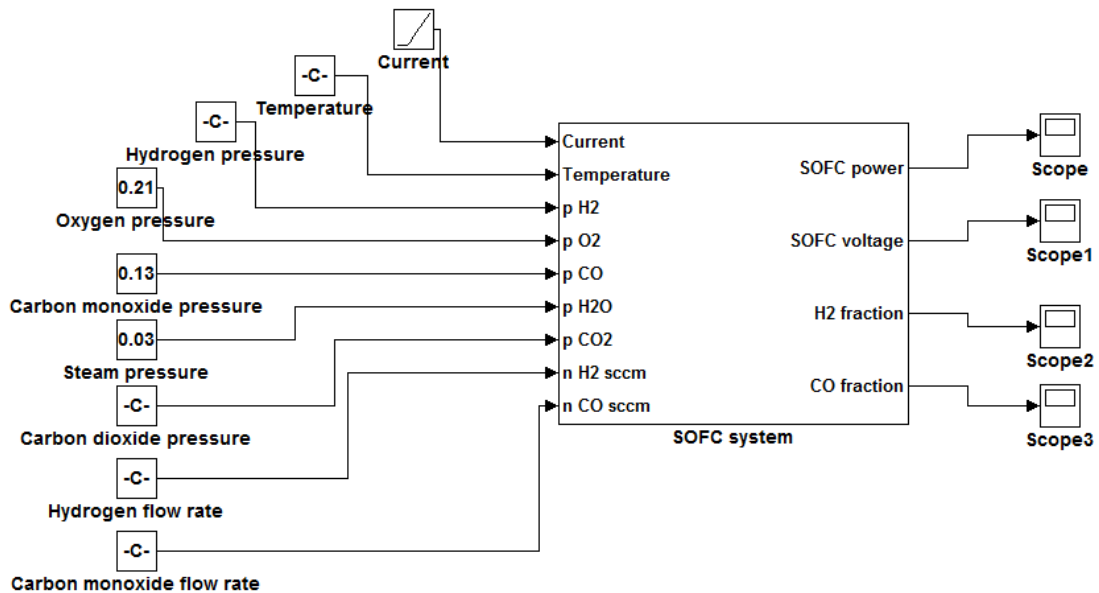 Current
-C-
Temperature
-C-
Hydrogen pressure
0.21
Oxygen pressure
0.13
Carbon monoxide pressure
0.03
Steam pressure
-C-
Carbon dioxide pressure
-C-
Hydrogen flow rate
-C-
Carbon monoxide flow rate
Current
Temperature
p H2
p O2
p CO
p H2O
p CO2
n H2 sccm
n CO sccm
SOFC power
SOFC voltage
H2 fraction
CO fraction
SOFC system
Scope
Scope1
Scope2
Scope3